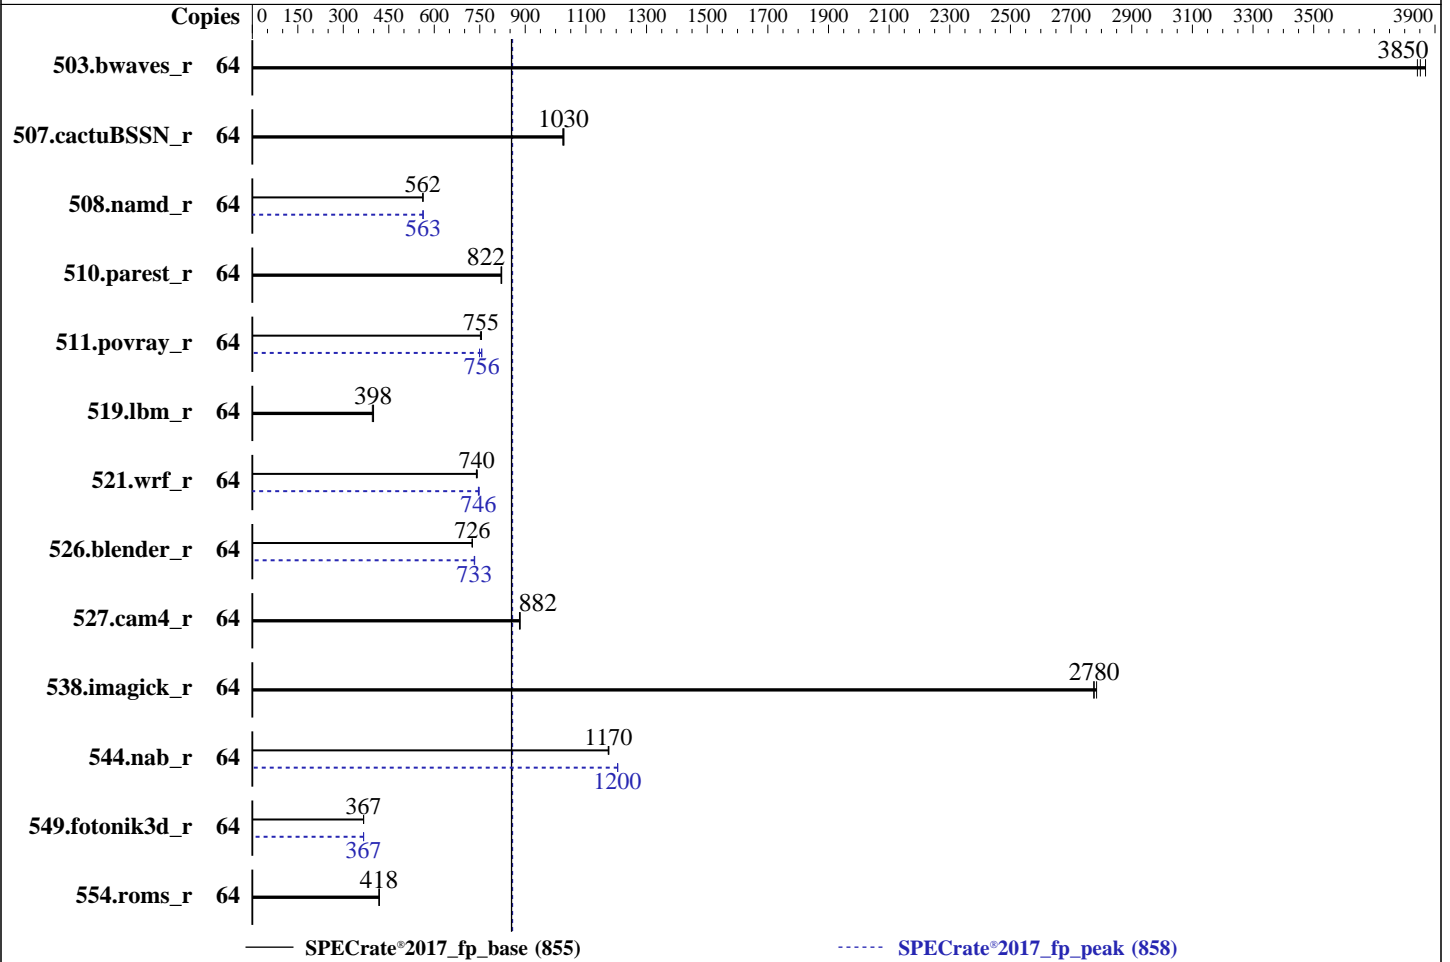 Copies 0 150 300 450 600 750 900 1100 1300 1500 1700 1900 2100 2300 2500 2700 2900 3100 3300 3500 3900
503.bwaves_r 64 3850
507.cactuBSSN_r 64 1030
508.namd_r 64 562
563
510.parest_r 64 822
511.povray_r 64 755
756
519.lbm_r 64 398
521.wrf_r 64 740
746
526.blender_r 64 726
733
527.cam4_r 64 882
538.imagick_r 64 2780
544.nab_r 64 1170
1200
549.fotonik3d_r 64 367
367
554.roms_r 64 418
SPECrate®2017_fp_base (855) SPECrate®2017_fp_peak (858)